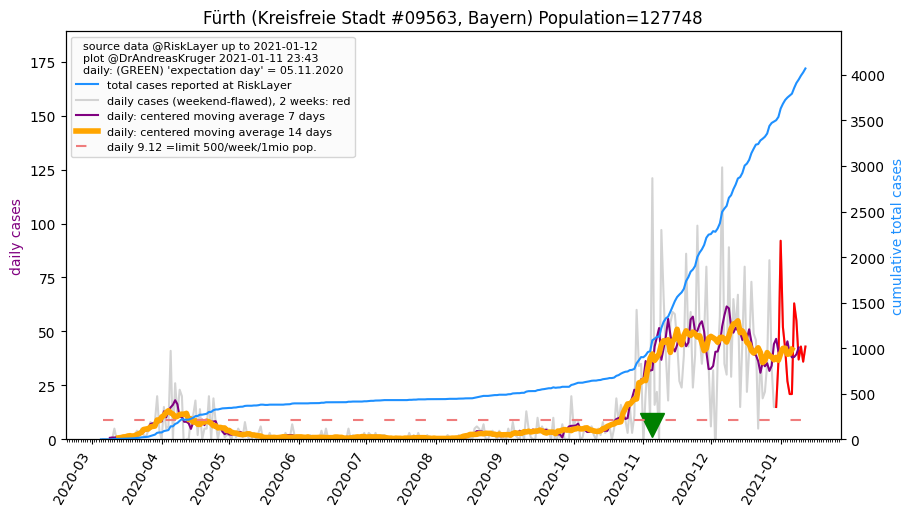 Fürth (Kreisfreie Stadt #09563, Bayern) Population=127748
source data @RiskLayer up to 2021-01-12
plot @DrAndreasKruger 2021-01-11 23:43
daily: (GREEN) 'expectation day' = 05.11.2020
total cases reported at RiskLayer
daily cases (weekend-flawed), 2 weeks: red
daily: centered moving average 7 days
daily: centered moving average 14 days
daily 9.12 =limit 500/week/1mio pop.
daily cases
175
150
125
100
75
50
25
0
cumulative total cases
4000
3500
3000
2500
2000
1500
1000
500
0
2020-03
2020-04
2020-05
2020-06
2020-07
2020-08
2020-09
2020-10
2020-11
2020-12
2021-01